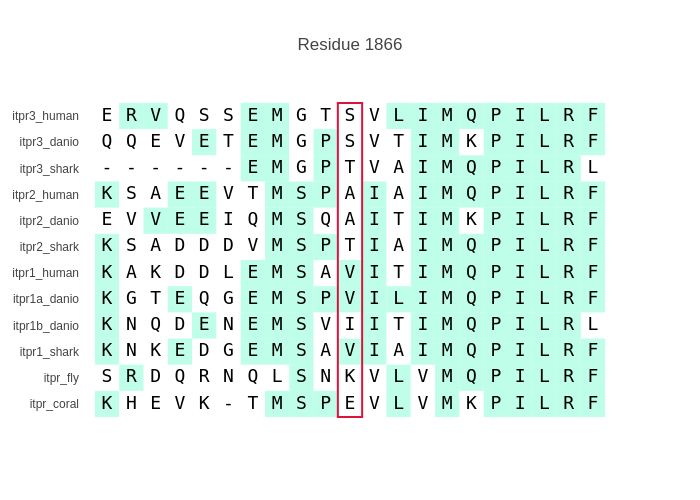 Residue 1866
itpr3_human E R V Q S S E M G T S V L I M Q P I L R F
itpr3_danio Q Q E V E T E M G P S V T I M K P I L R F
itpr3_shark - - - - - - E M G P T V A I M Q P I L R L
itpr2_human K S A E E V T M S P A I A I M Q P I L R F
itpr2_danio E V V E E I Q M S Q A I T I M K P I L R F
itpr2_shark K S A D D D V M S P T I A I M Q P I L R F
itpr1_human K A K D D L E M S A V I T I M Q P I L R F
itpr1a_danio K G T E Q G E M S P V I L I M Q P I L R F
itpr1b_danio K N Q D E N E M S V I I T I M Q P I L R L
itpr1_shark K N K E D G E M S A V I A I M Q P I L R F
itpr_fly S R D Q R N Q L S N K V L V M Q P I L R F
itpr_coral K H E V K - T M S P E V L V M K P I L R F